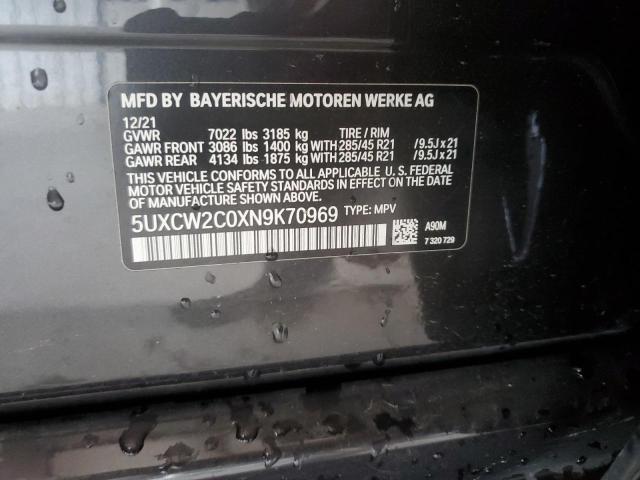 MFD BY BAYERISCHE MOTOREN WERKE AG
12/21
GVWR 7022 lbs 3185 kg TIRE / RIM
GAWR FRONT 3086 lbs 1400 kg WITH 285/45 R21 /9.5J x 21
GAWR REAR 4134 lbs 1875 kg WITH 285/45 R21 /9.5J x 21
THIS VEHICLE CONFORMS TO ALL APPLICABLE U. S. FEDERAL
MOTOR VEHICLE SAFETY STANDARDS IN EFFECT ON THE DATE
OF MANUFACTURE SHOWN ABOVE.
5UXCW2C0XN9K70969 TYPE: MPV
A90M
7 320 729